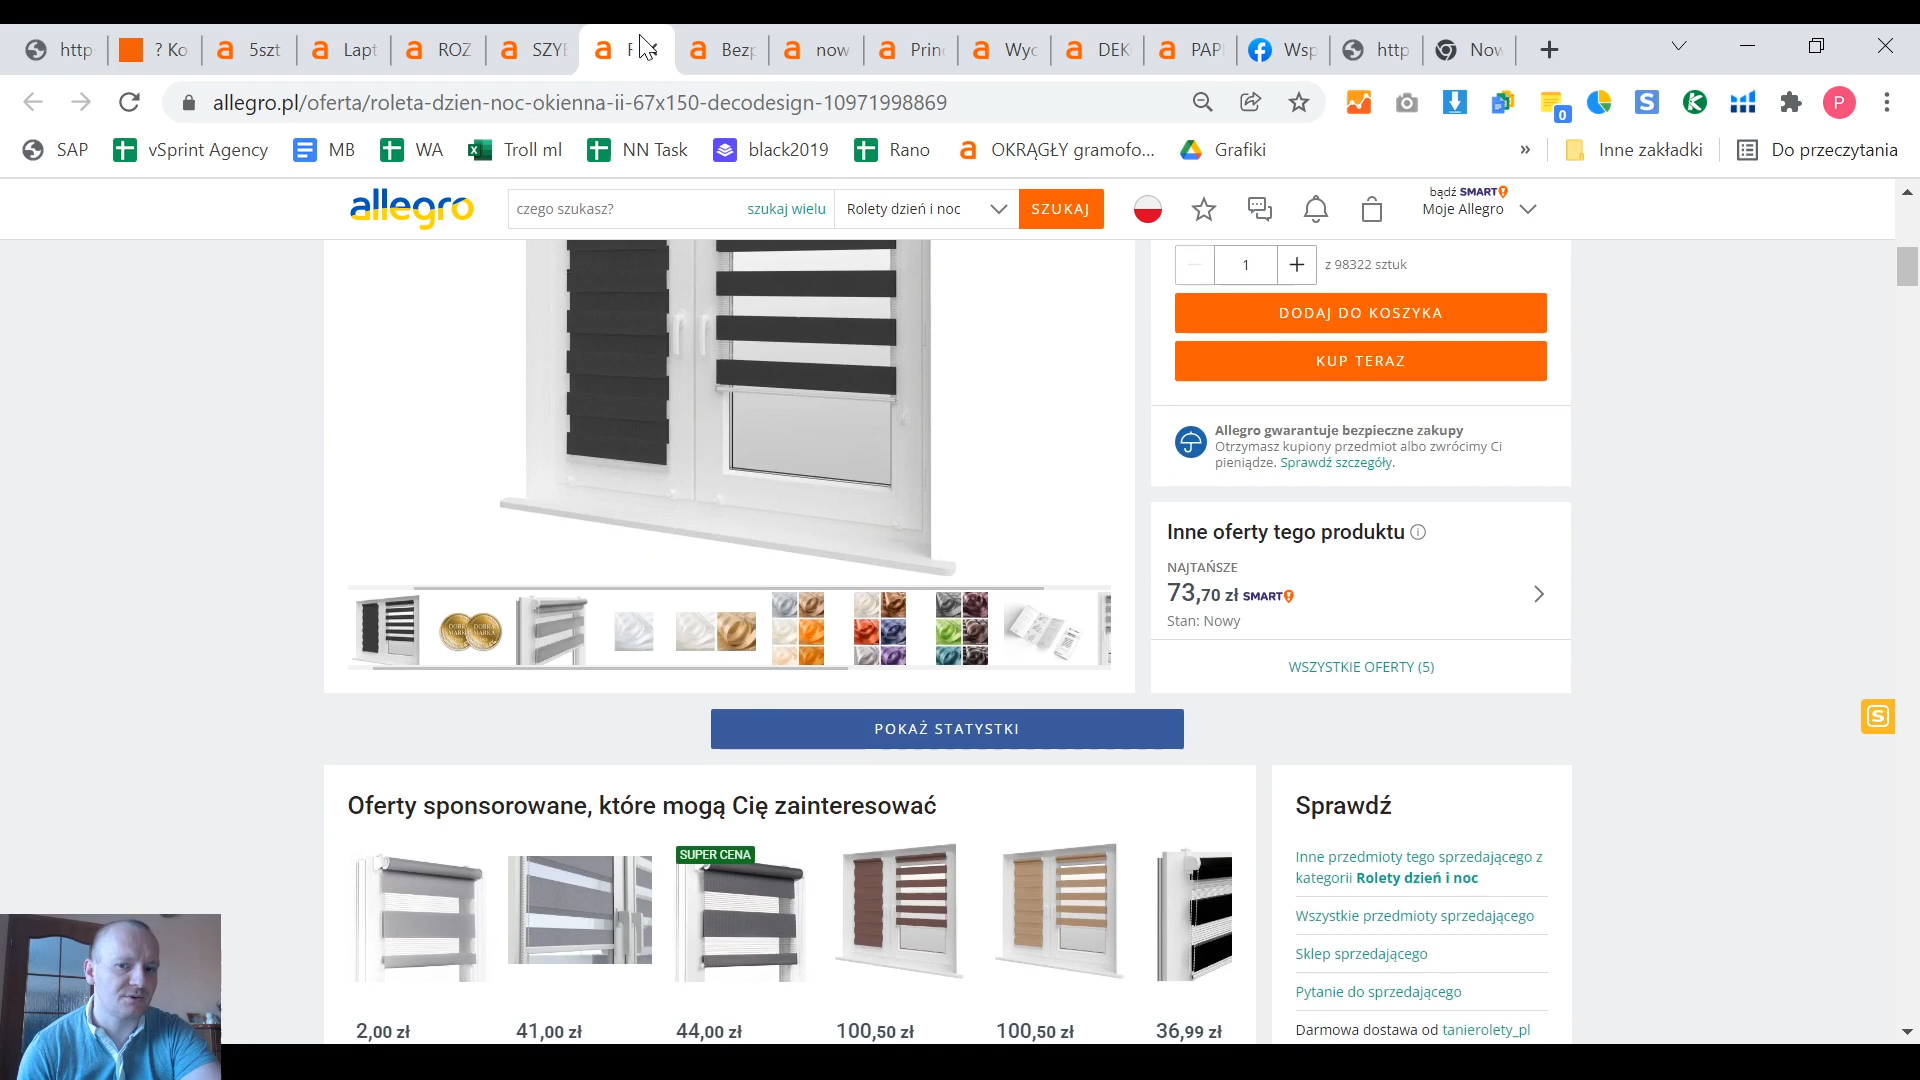 http
? Ko
5szt
Lapt
ROZ
SZYB
Bezp
now
Prin
Wyc
DEK
PAPI
Wsp
http
Now
allegro.pl/oferta/roleta-dzien-noc-okienna-ii-67x150-decodesign-10971998869
0
P
SAP
vSprint Agency
MB
WA
Troll ml
NN Task
black2019
Rano
OKRĄGŁY gramofo...
Grafiki
»
Inne zakładki
Do przeczytania
allegro
czego szukasz?
szukaj wielu
Rolety dzień i noc
SZUKAJ
bądź SMART!
Moje Allegro
1
z 98322 sztuk
DODAJ DO KOSZYKA
KUP TERAZ
Allegro gwarantuje bezpieczne zakupy
Otrzymasz kupiony przedmiot albo zwrócimy Ci
pieniądze. Sprawdź szczegóły.
Inne oferty tego produktu
NAJTAŃSZE
73,70 zł SMART!
Stan: Nowy
WSZYSTKIE OFERTY (5)
POKAŻ STATYSTKI
Oferty sponsorowane, które mogą Cię zainteresować
SUPER CENA
2,00 zł
41,00 zł
44,00 zł
100,50 zł
100,50 zł
36,99 zł
Sprawdź
Inne przedmioty tego sprzedającego z
kategorii Rolety dzień i noc
Wszystkie przedmioty sprzedającego
Sklep sprzedającego
Pytanie do sprzedającego
Darmowa dostawa od tanierolety_pl